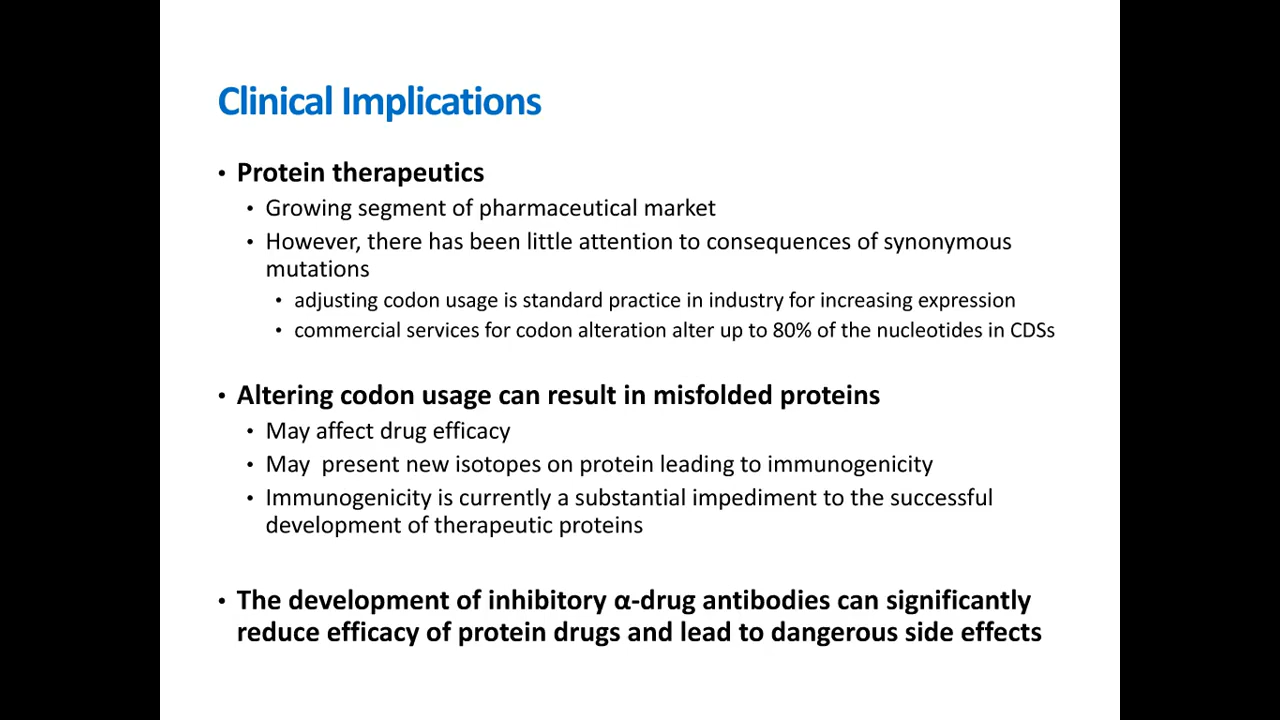 Clinical Implications
• Protein therapeutics
• Growing segment of pharmaceutical market
• However, there has been little attention to consequences of synonymous
mutations
• adjusting codon usage is standard practice in industry for increasing expression
• commercial services for codon alteration alter up to 80% of the nucleotides in CDSs
• Altering codon usage can result in misfolded proteins
• May affect drug efficacy
• May  present new isotopes on protein leading to immunogenicity
• Immunogenicity is currently a substantial impediment to the successful
development of therapeutic proteins
• The development of inhibitory α-drug antibodies can significantly
reduce efficacy of protein drugs and lead to dangerous side effects